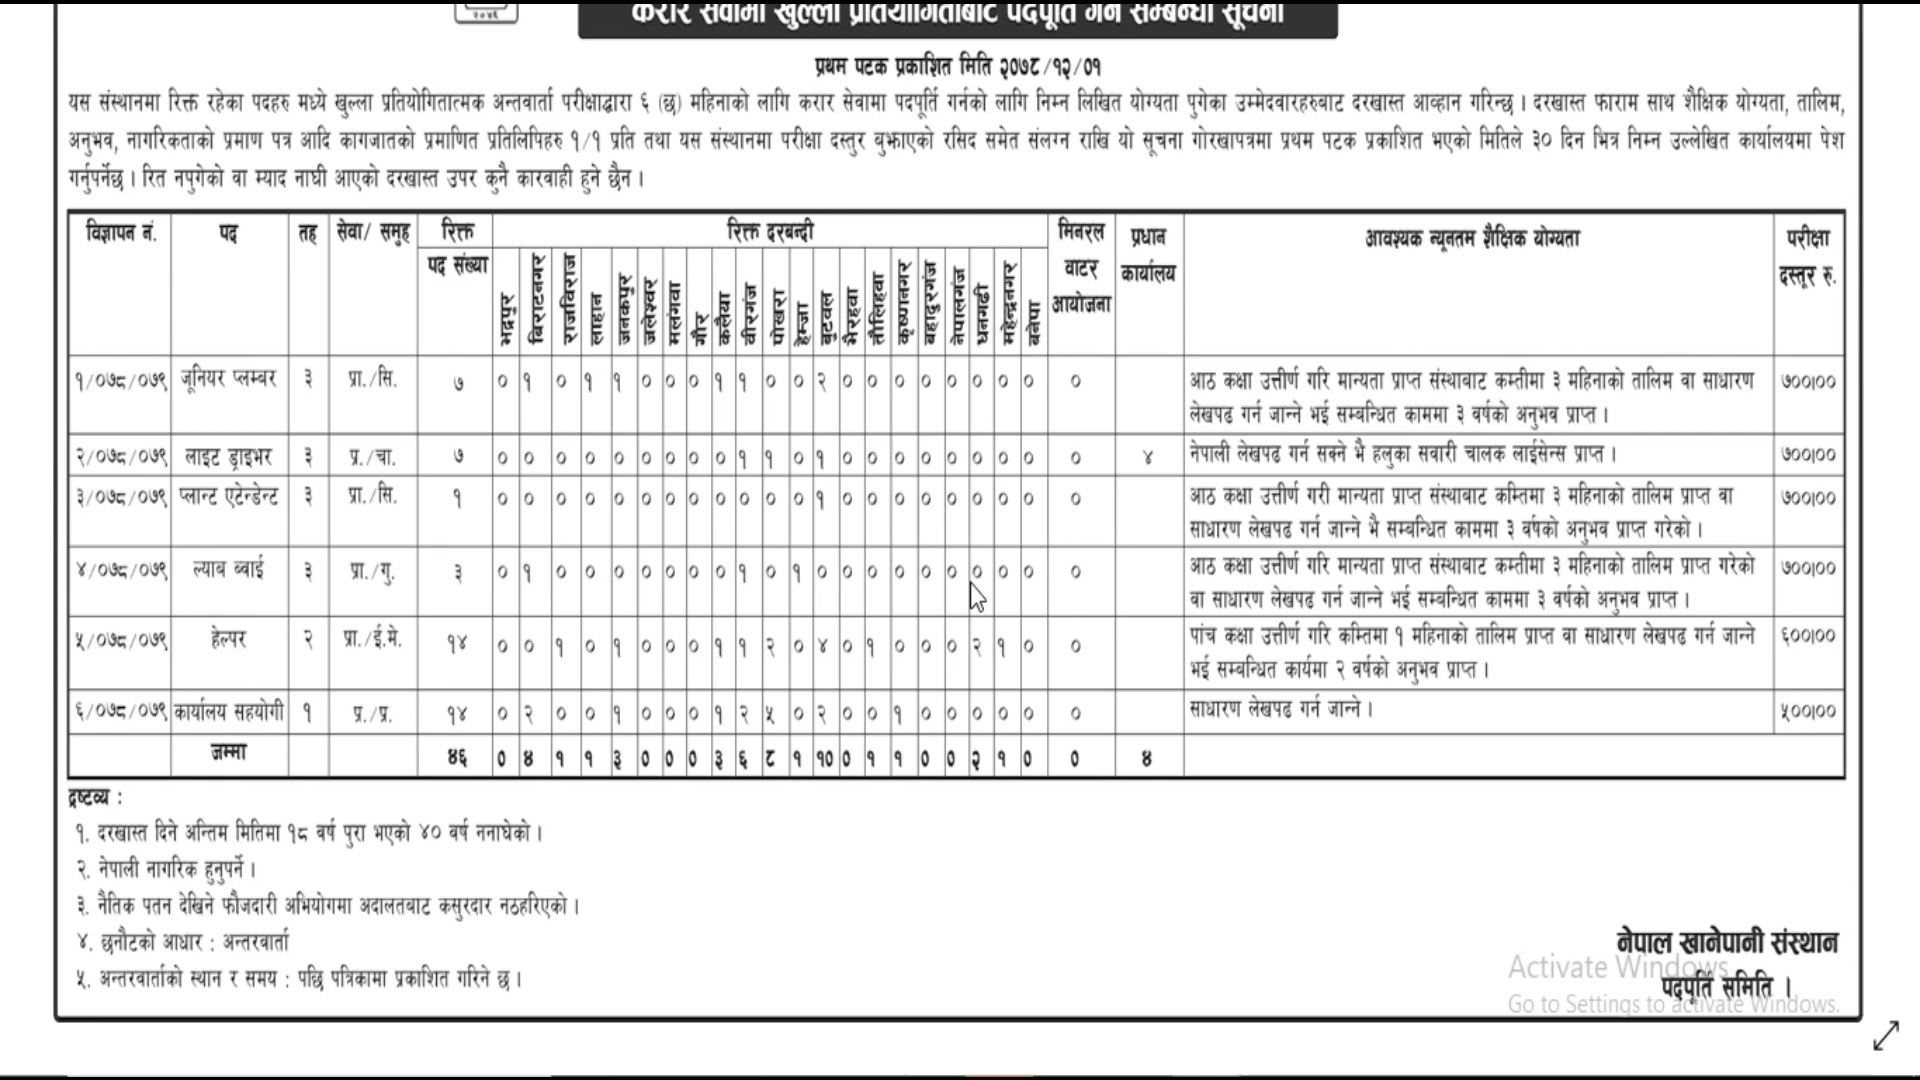 २०४६
करार सेवामा खुल्ला प्रतियोगिताबाट पदपूर्ति गर्ने सम्बन्धी सूचना
प्रथम पटक प्रकाशित मिति २०७८/१२/०१
यस संस्थानमा रिक्त रहेका पदहरु मध्ये खुल्ला प्रतियोगितात्मक अन्तवार्ता परीक्षाद्वारा ६ (छ) महिनाको लागि करार सेवामा पदपूर्ति गर्नको लागि निम्न लिखित योग्यता पुगेका उम्मेदवारहरुबाट दरखास्त आव्हान गरिन्छ । दरखास्त फाराम साथ शैक्षिक योग्यता, तालिम,
अनुभव, नागरिकताको प्रमाण पत्र आदि कागजातको प्रमाणित प्रतिलिपिहरु १/१ प्रति तथा यस संस्थानमा परीक्षा दस्तुर बुझाएको रसिद समेत संलग्न राखि यो सूचना गोरखापत्रमा प्रथम पटक प्रकाशित भएको मितिले ३० दिन भित्र निम्न उल्लेखित कार्यालयमा पेश
गर्नुपर्नेछ । रित नपुगेको वा म्याद नाघी आएको दरखास्त उपर कुनै कारवाही हुने छैन ।
विज्ञापन नं. पद तह सेवा/ समुह रिक्त पद संख्या रिक्त दरबन्दी मिनरल वाटर आयोजना प्रधान कार्यालय आवश्यक न्यूनतम शैक्षिक योग्यता परीक्षा दस्तूर रु.
भद्रपुर बिराटनगर राजविराज लाहान जनकपुर जलेश्वर मलंगवा गौर कलैया वीरगंज पोखरा हेम्जा बुटवल भैरहवा तौलिहवा कृष्णनगर बहादुरगंज नेपालगंज धनगढी महेन्द्रनगर बनेपा
१/०७८/०७९ जूनियर प्लम्बर ३ प्रा./सि. ७ ० १ ० १ १ ० ० ० १ १ ० ० २ ० ० ० ० ० ० ० ० ० आठ कक्षा उत्तीर्ण गरि मान्यता प्राप्त संस्थाबाट कम्तीमा ३ महिनाको तालिम वा साधारण ७००|००
लेखपढ गर्न जान्ने भई सम्बन्धित काममा ३ वर्षको अनुभव प्राप्त ।
२/०७८/०७९ लाइट ड्राइभर ३ प्र./चा. ७ ० ० ० ० ० ० ० ० ० १ १ ० १ ० ० ० ० ० ० ० ० ० ४ नेपाली लेखपढ गर्न सक्ने भै हलुका सवारी चालक लाईसेन्स प्राप्त । ७००|००
३/०७८/०७९ प्लान्ट एटेन्डेन्ट ३ प्रा./सि. १ ० ० ० ० ० ० ० ० ० ० ० ० १ ० ० ० ० ० ० ० ० ० आठ कक्षा उत्तीर्ण गरी मान्यता प्राप्त संस्थाबाट कम्तिमा ३ महिनाको तालिम प्राप्त वा ७००|००
साधारण लेखपढ गर्न जान्ने भै सम्बन्धित काममा ३ वर्षको अनुभव प्राप्त गरेको ।
४/०७८/०७९ ल्याब ब्वाई ३ प्रा./गु. ३ ० १ ० ० ० ० ० ० ० १ ० १ ० ० ० ० ० ० ० ० ० ० आठ कक्षा उत्तीर्ण गरि मान्यता प्राप्त संस्थाबाट कम्तीमा ३ महिनाको तालिम प्राप्त गरेको ७००|००
वा साधारण लेखपढ गर्न जान्ने भई सम्बन्धित काममा ३ वर्षको अनुभव प्राप्त ।
५/०७८/०७९ हेल्पर २ प्रा./ई.मे. १४ ० ० १ ० १ ० ० ० १ १ २ ० ४ ० १ ० ० ० २ १ ० ० पांच कक्षा उत्तीर्ण गरि कम्तिमा १ महिनाको तालिम प्राप्त वा साधारण लेखपढ गर्न जान्ने ६००|००
भई सम्बन्धित कार्यमा २ वर्षको अनुभव प्राप्त ।
६/०७८/०७९ कार्यालय सहयोगी १ प्र./प्र. १४ ० २ ० ० १ ० ० ० १ २ ५ ० २ ० ० १ ० ० ० ० ० ० साधारण लेखपढ गर्न जान्ने । ५००|००
जम्मा ४६ ० ४ १ १ ३ ० ० ० ३ ६ ८ १ १० ० १ १ ० ० २ १ ० ० ४
द्रष्टव्य :
१. दरखास्त दिने अन्तिम मितिमा १८ वर्ष पुरा भएको ४० वर्ष ननाघेको ।
२. नेपाली नागरिक हुनुपर्ने ।
३. नैतिक पतन देखिने फौजदारी अभियोगमा अदालतबाट कसुरदार नठहरिएको ।
४. छनौटको आधार : अन्तरवार्ता
५. अन्तरवार्ताको स्थान र समय : पछि पत्रिकामा प्रकाशित गरिने छ ।
नेपाल खानेपानी संस्थान
पदपूर्ति समिति ।
Activate Windows
Go to Settings to activate Windows.